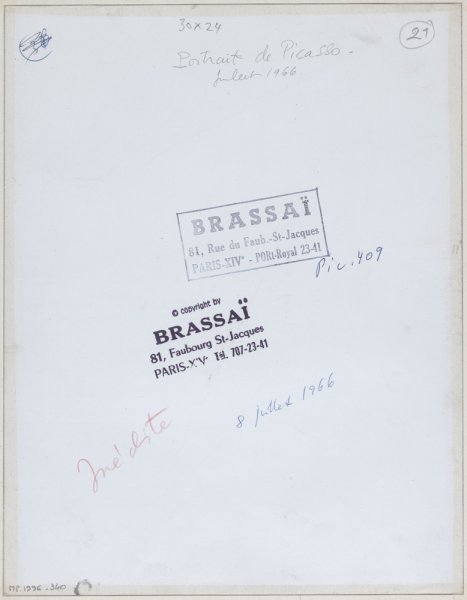 30x24
21
Portrait de Picasso -
Juillet 1966
BRASSAÏ
81, Rue du Faub.-St-Jacques
PARIS-XIVᵉ - PORt-Royal 23-41
Pic. 409
© copyright by
BRASSAÏ
81, Faubourg St-Jacques
PARIS-XIVᵉ Tél. 707-23-41
8 juillet 1966
Inédite
MP.1996-340